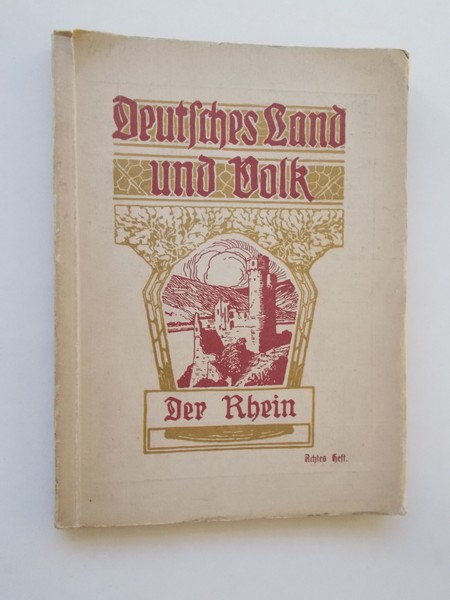 Deutſches Land
und Volk
Der Rhein
Achtes Heft.